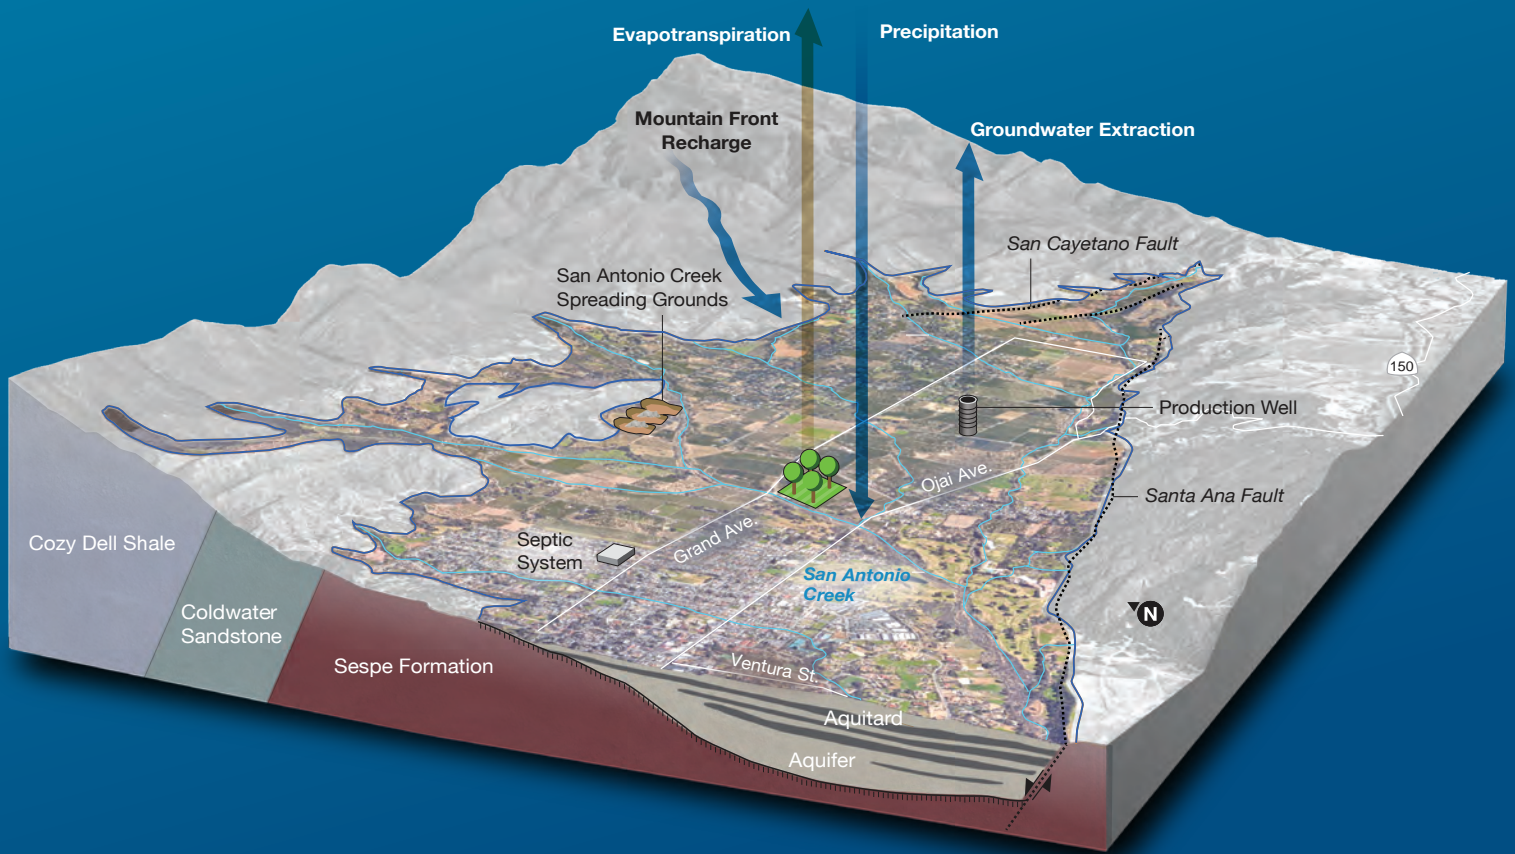 Evapotranspiration
Precipitation
Mountain Front
Recharge
Groundwater Extraction
San Cayetano Fault
San Antonio Creek
Spreading Grounds
150
Production Well
Ojai Ave.
Santa Ana Fault
Grand Ave.
Septic
System
Cozy Dell Shale
San Antonio
Creek
Coldwater
Sandstone
N
Sespe Formation
Ventura St.
Aquitard
Aquifer